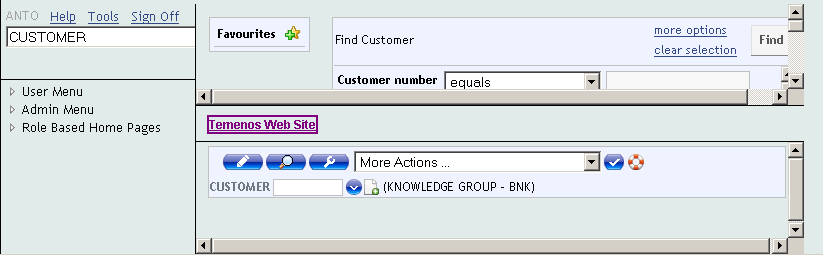 ANTO Help Tools Sign Off
CUSTOMER
User Menu
Admin Menu
Role Based Home Pages
Favourites
Find Customer
more options
clear selection
Find
Customer number equals
Temenos Web Site
More Actions ...
CUSTOMER (KNOWLEDGE GROUP - BNK)